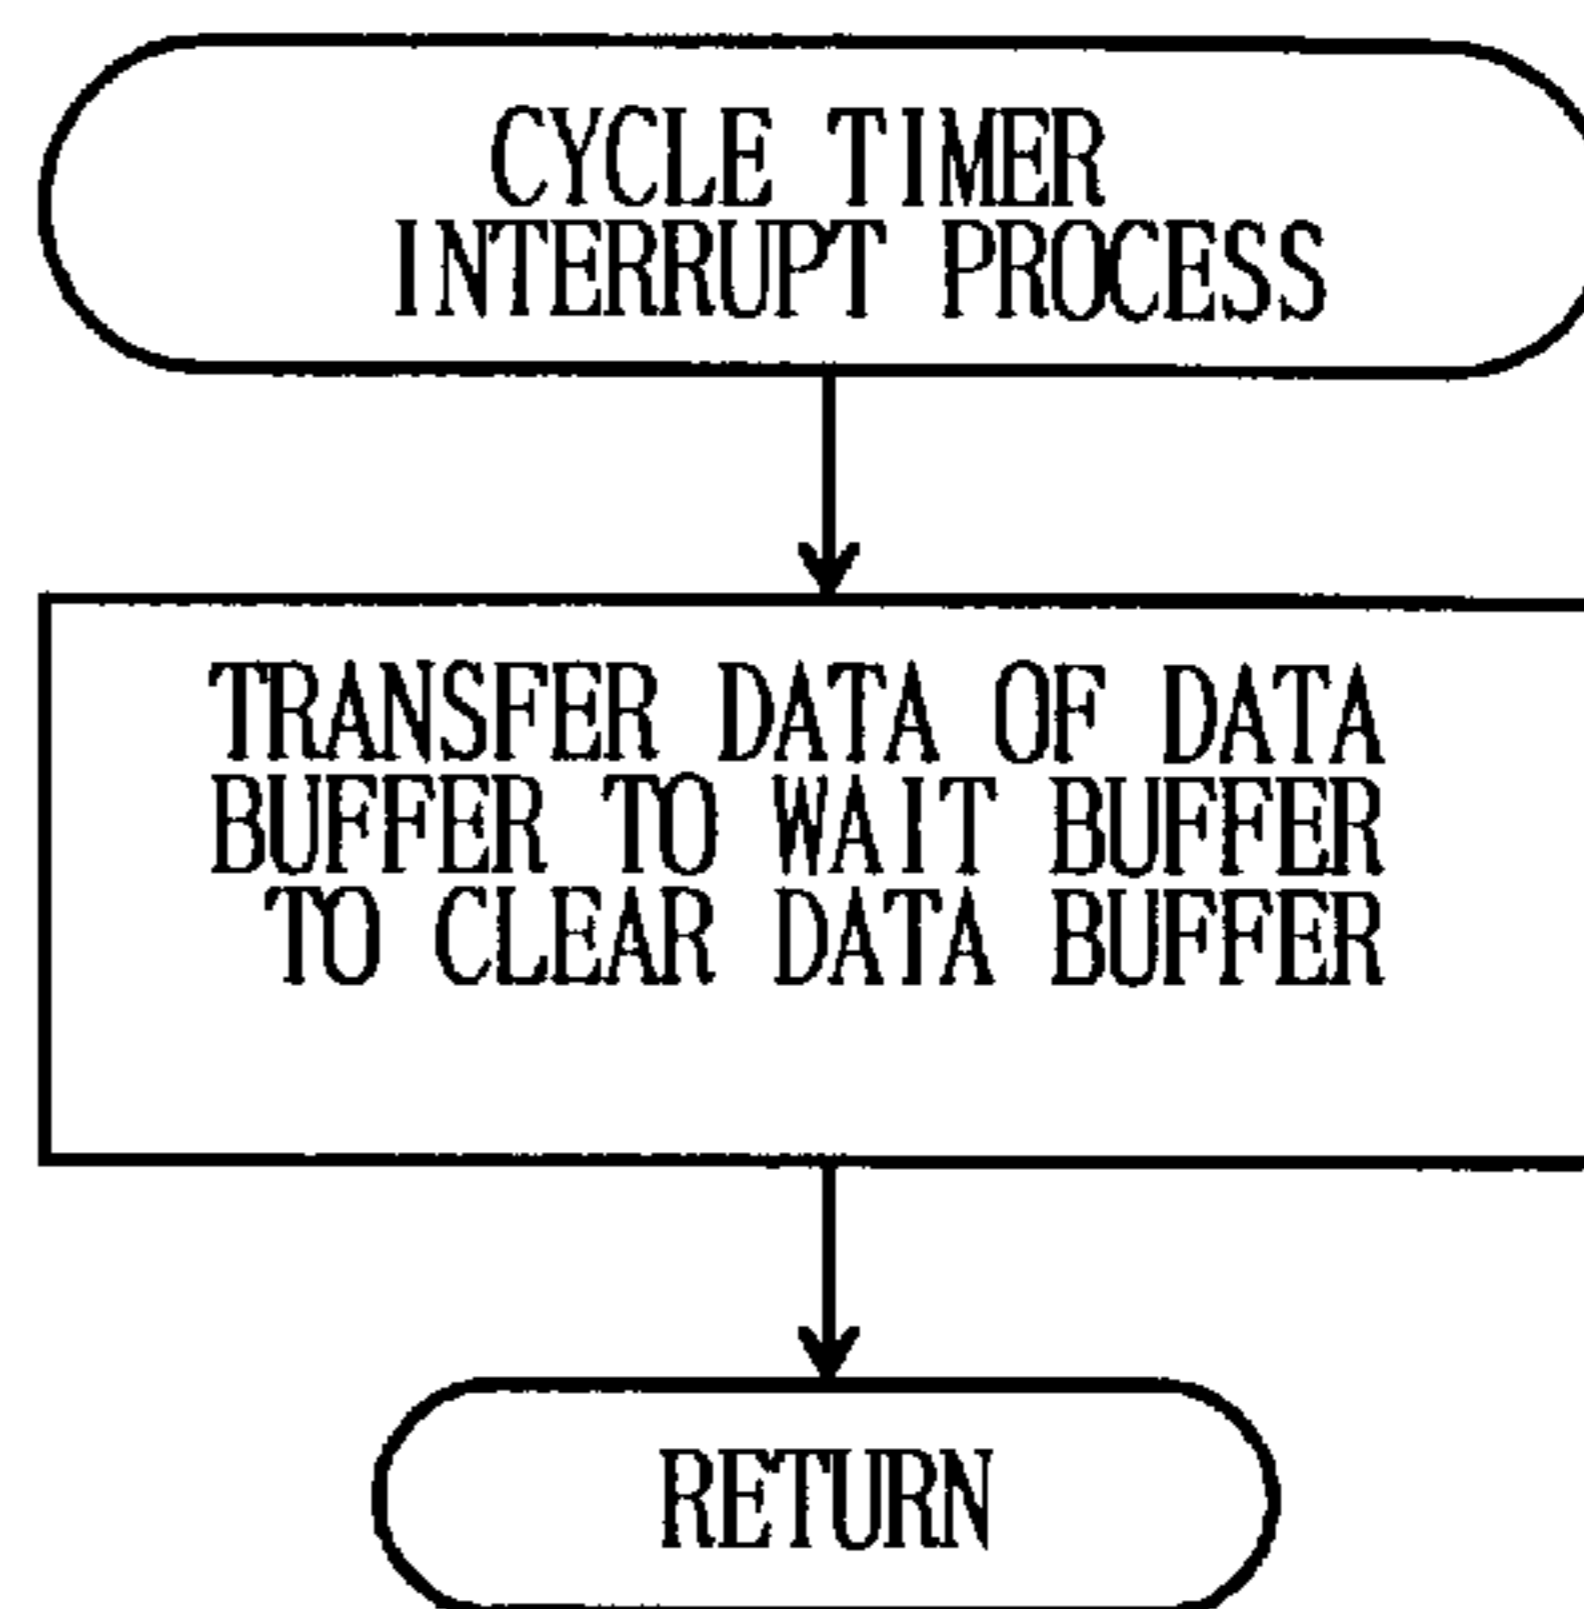 CYCLE TIMER
INTERRUPT PROCESS
TRANSFER DATA OF DATA
BUFFER TO WAIT BUFFER
TO CLEAR DATA BUFFER
RETURN